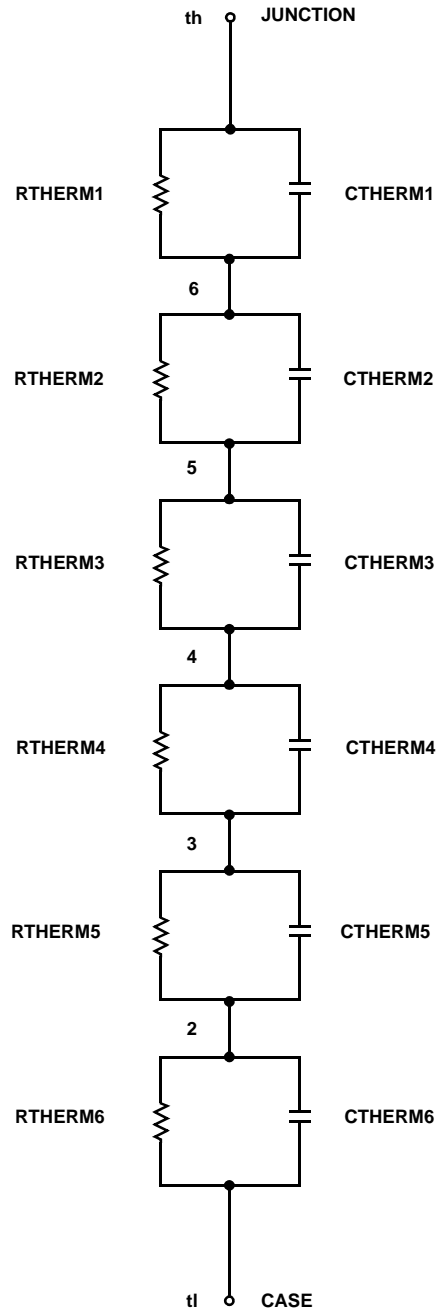 th JUNCTION
RTHERM1 CTHERM1
6
RTHERM2 CTHERM2
5
RTHERM3 CTHERM3
4
RTHERM4 CTHERM4
3
RTHERM5 CTHERM5
2
RTHERM6 CTHERM6
tl CASE